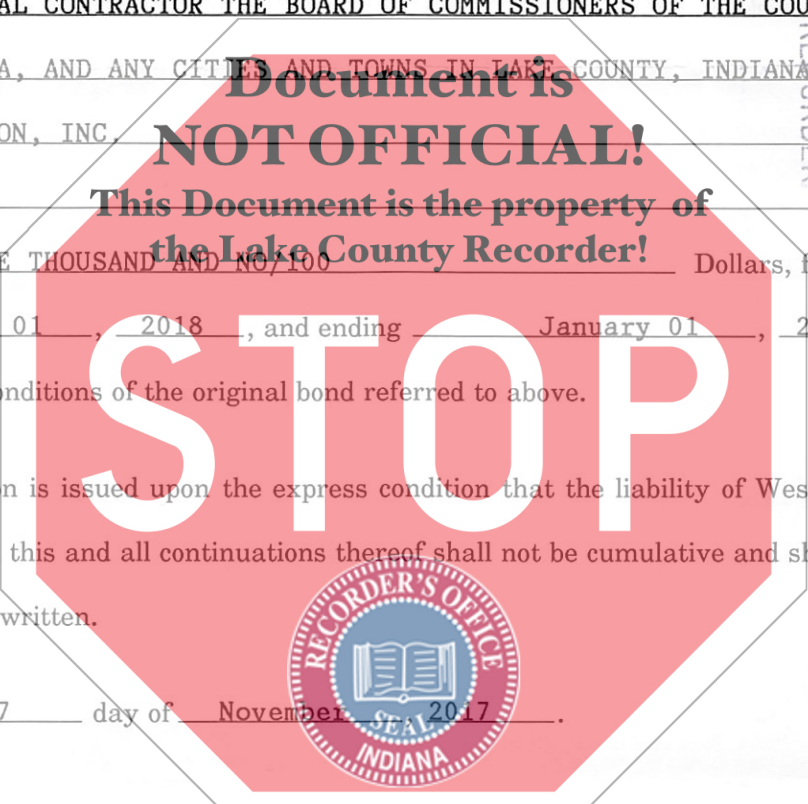 AL CONTRACTOR THE BOARD OF COMMISSIONERS OF THE COU
A, AND ANY CITIES AND TOWNS IN LAKE COUNTY, INDIANA
Document is
ON, INC.
NOT OFFICIAL!
This Document is the property of
the Lake County Recorder!
E THOUSAND AND NO/100 Dollars, f
01, 2018, and ending January 01, 2
STOP
onditions of the original bond referred to above.
n is issued upon the express condition that the liability of Wes
this and all continuations thereof shall not be cumulative and sh
written.
7 day of November, 2017.
RECORDER'S OFFICE
SEAL
INDIANA